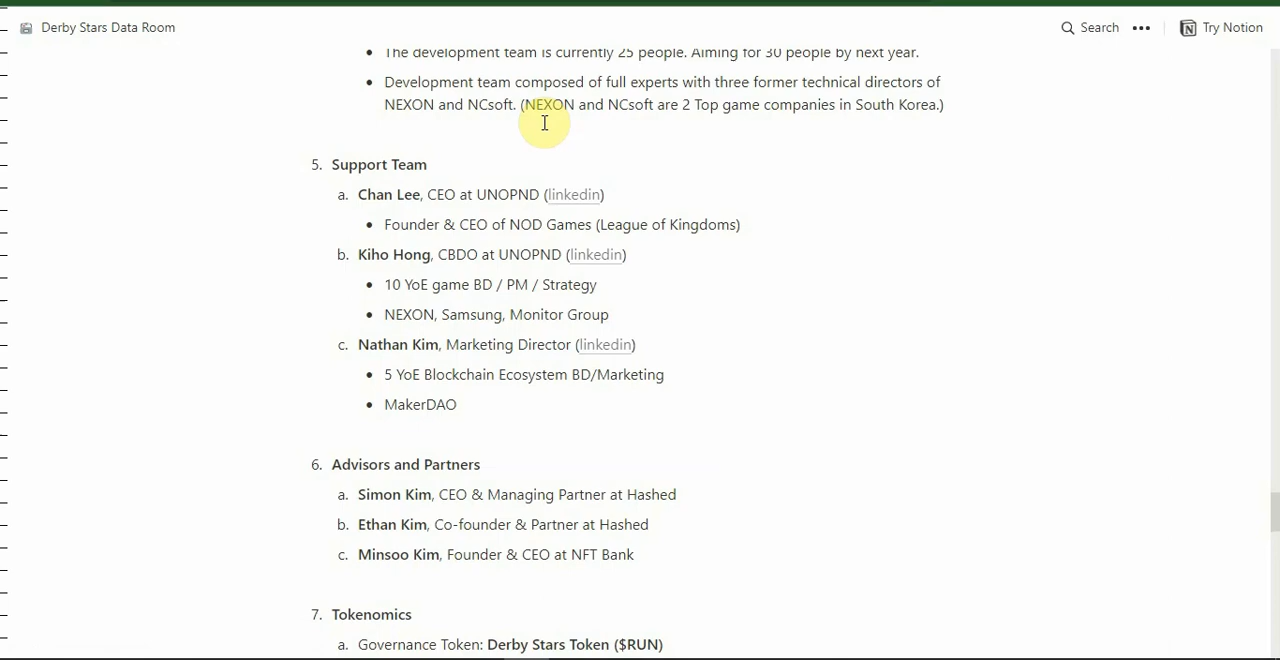 Derby Stars Data Room
Search
••• 
Try Notion
• The development team is currently 25 people. Aiming for 30 people by next year.
• Development team composed of full experts with three former technical directors of
NEXON and NCsoft. (NEXON and NCsoft are 2 Top game companies in South Korea.)
5. Support Team
a. Chan Lee, CEO at UNOPND (linkedin)
• Founder & CEO of NOD Games (League of Kingdoms)
b. Kiho Hong, CBDO at UNOPND (linkedin)
• 10 YoE game BD / PM / Strategy
• NEXON, Samsung, Monitor Group
c. Nathan Kim, Marketing Director (linkedin)
• 5 YoE Blockchain Ecosystem BD/Marketing
• MakerDAO
6. Advisors and Partners
a. Simon Kim, CEO & Managing Partner at Hashed
b. Ethan Kim, Co-founder & Partner at Hashed
c. Minsoo Kim, Founder & CEO at NFT Bank
7. Tokenomics
a. Governance Token: Derby Stars Token ($RUN)